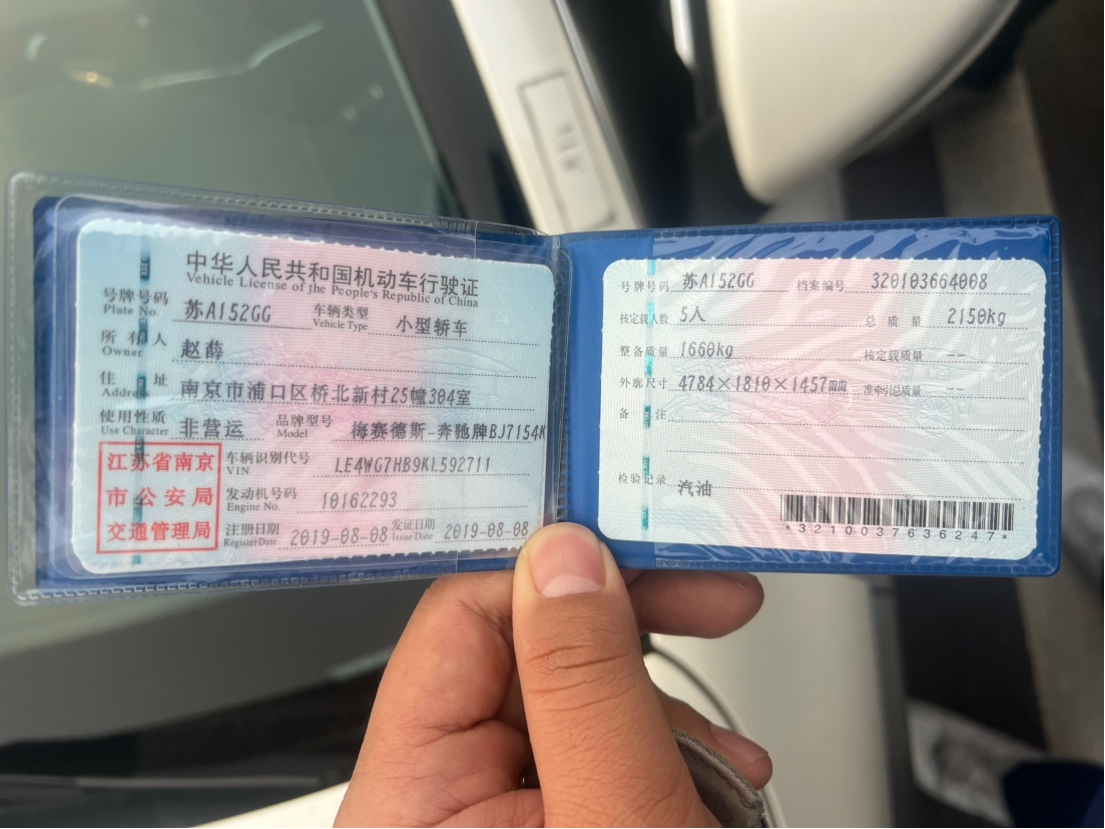 中华人民共和国机动车行驶证
Vehicle License of the People's Republic of China
号牌号码 Plate No. 苏A152GG 车辆类型 Vehicle Type 小型轿车
所有人 Owner 赵薛
住址 Address 南京市浦口区桥北新村25幢304室
使用性质 Use Character 非营运 品牌型号 Model 梅赛德斯-奔驰牌BJ7154K
江苏省南京市公安局交通管理局
车辆识别代号 VIN LE4WG7HB9KL592711
发动机号码 Engine No. 10162293
注册日期 Register Date 2019-08-08 发证日期 Issue Date 2019-08-08
号牌号码 苏A152GG 档案编号 320103664008
核定载人数 5人 总质量 2150kg
整备质量 1660kg 核定载质量 --
外廓尺寸 4784×1810×1457mm 准牵引总质量 --
备注
检验记录 汽油
*3210037636247*